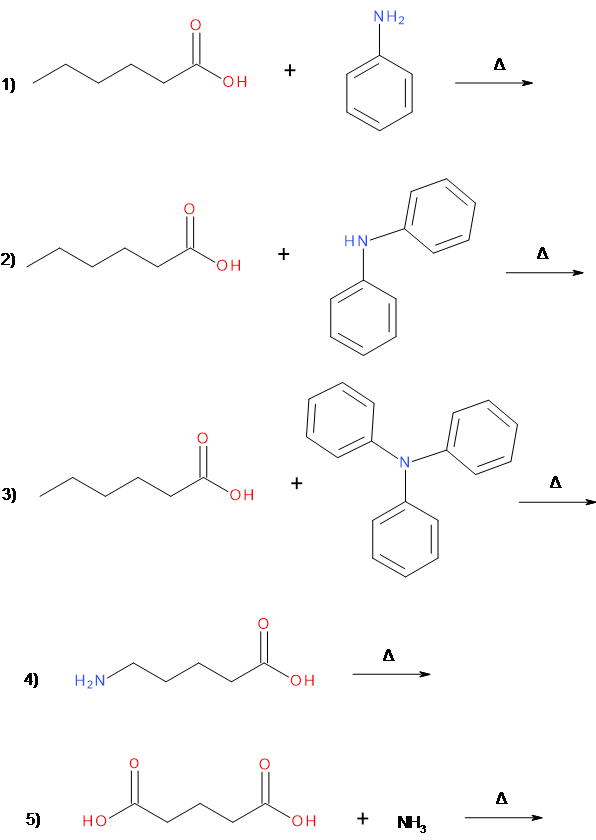 1) O OH + NH2 Δ
2) O OH + HN Δ
3) O OH + N Δ
4) H2N O OH Δ
5) HO O O OH + NH3 Δ